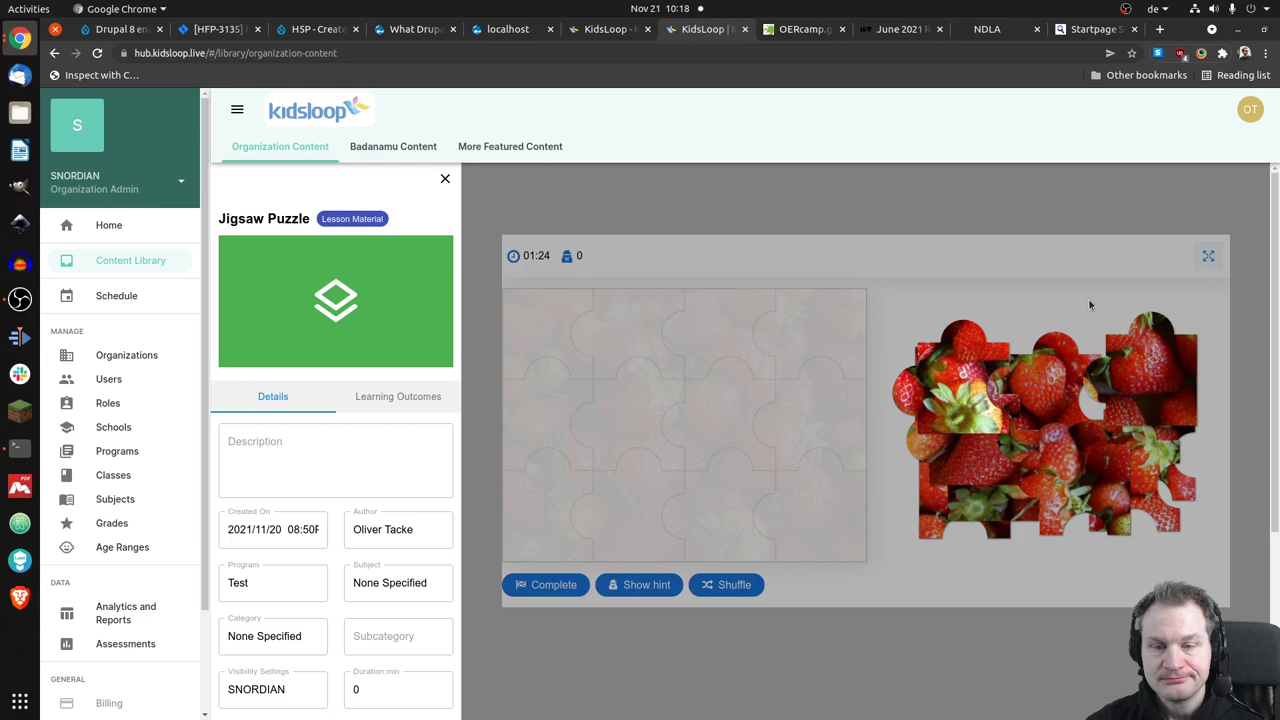 Activities
Google Chrome
Nov 21 10:18
de
Drupal 8 en
[HFP-3135]
H5P - Create
What Drupa
localhost
KidsLoop - K
KidsLoop | In
OERcamp.g
June 2021 R
NDLA
Startpage S
hub.kidsloop.live/#/library/organization-content
Inspect with C…
Other bookmarks
Reading list
S
SNORDIAN
Organization Admin
kidsloop
OT
Organization Content
Badanamu Content
More Featured Content
Home
Content Library
Schedule
MANAGE
Organizations
Users
Roles
Schools
Programs
Classes
Subjects
Grades
Age Ranges
DATA
Analytics and
Reports
Assessments
GENERAL
Billing
Jigsaw Puzzle
Lesson Material
Details
Learning Outcomes
Description
Created On
2021/11/20 08:50P
Author
Oliver Tacke
Program
Test
Subject
None Specified
Category
None Specified
Subcategory
Visibility Settings
SNORDIAN
Duration:min
0
01:24
0
Complete
Show hint
Shuffle